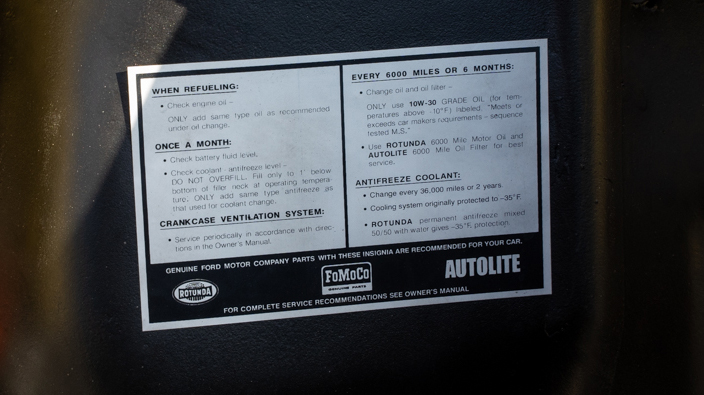 WHEN REFUELING:
• Check engine oil –
ONLY add same type oil as recommended
under oil change.
ONCE A MONTH:
• Check battery fluid level.
• Check coolant - antifreeze level –
DO NOT OVERFILL. Fill only to 1" below
bottom of filler neck at operating tempera-
ture. ONLY add same type antifreeze as
that used for coolant change.
CRANKCASE VENTILATION SYSTEM:
• Service periodically in accordance with direc-
tions in the Owner's Manual.
EVERY 6000 MILES OR 6 MONTHS:
• Change oil and oil filter –
ONLY use 10W-30 GRADE OIL (for tem-
peratures above -10°F) labeled, "Meets or
exceeds car makers requirements - sequence
tested M.S."
• Use ROTUNDA 6000 Mile Motor Oil and
AUTOLITE 6000 Mile Oil Filter for best
service.
ANTIFREEZE COOLANT:
• Change every 36,000 miles or 2 years
• Cooling system originally protected to –35°F.
• ROTUNDA permanent antifreeze mixed
50/50 with water gives –35°F. protection.
GENUINE FORD MOTOR COMPANY PARTS WITH THESE INSIGNIA ARE RECOMMENDED FOR YOUR CAR.
ROTUNDA
FoMoCo
GENUINE PARTS
AUTOLITE
FOR COMPLETE SERVICE RECOMMENDATIONS SEE OWNER'S MANUAL